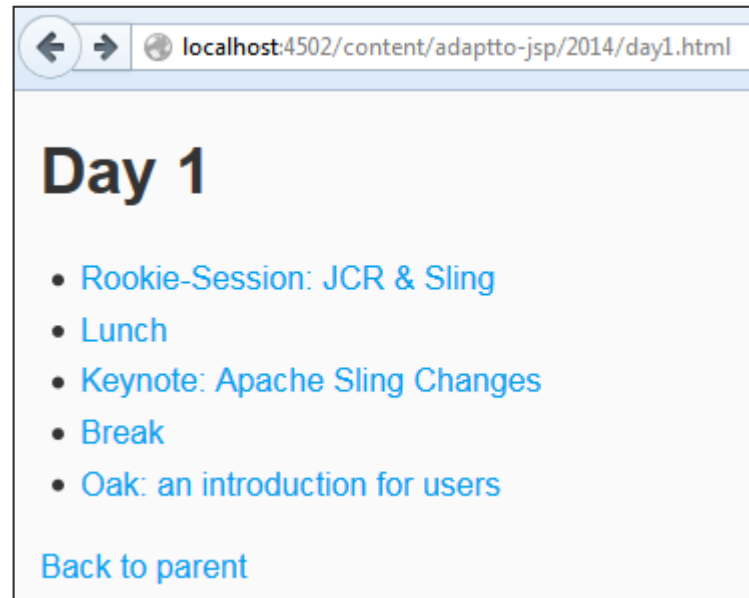 localhost:4502/content/adaptto-jsp/2014/day1.html
Day 1
Rookie-Session: JCR & Sling
Lunch
Keynote: Apache Sling Changes
Break
Oak: an introduction for users
Back to parent